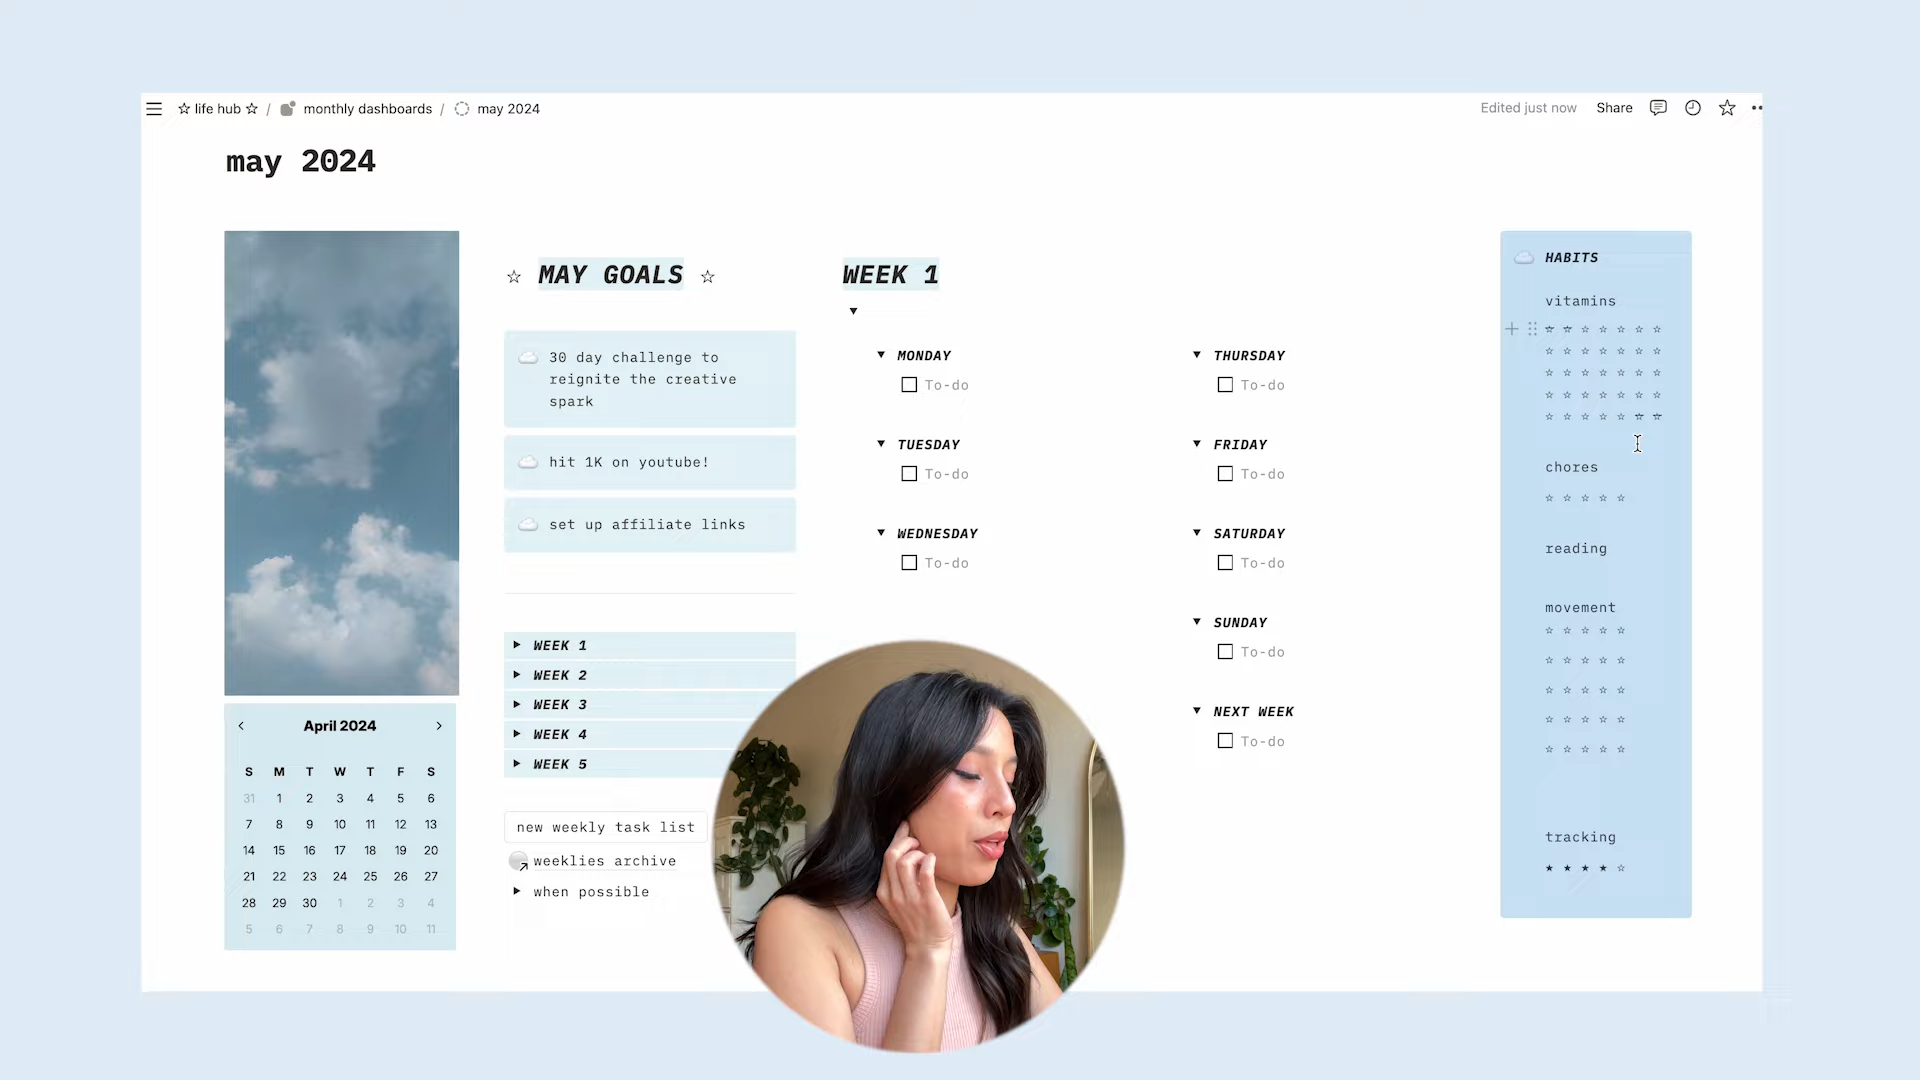 ☆ life hub ☆ / monthly dashboards / may 2024
Edited just now Share
may 2024
☆ MAY GOALS ☆
30 day challenge to
reignite the creative
spark
hit 1K on youtube!
set up affiliate links
WEEK 1
WEEK 2
WEEK 3
WEEK 4
WEEK 5
new weekly task list
weeklies archive
when possible
April 2024
S M T W T F S
31 1 2 3 4 5 6
7 8 9 10 11 12 13
14 15 16 17 18 19 20
21 22 23 24 25 26 27
28 29 30 1 2 3 4
5 6 7 8 9 10 11
WEEK 1
MONDAY
To-do
TUESDAY
To-do
WEDNESDAY
To-do
THURSDAY
To-do
FRIDAY
To-do
SATURDAY
To-do
SUNDAY
To-do
NEXT WEEK
To-do
HABITS
vitamins
☆ ☆ ☆ ☆ ☆ ☆ ☆
☆ ☆ ☆ ☆ ☆ ☆ ☆
☆ ☆ ☆ ☆ ☆ ☆ ☆
☆ ☆ ☆ ☆ ☆ ☆ ☆
☆ ☆ ☆ ☆ ☆ ☆ ☆
chores
☆ ☆ ☆ ☆ ☆
reading
movement
☆ ☆ ☆ ☆ ☆
☆ ☆ ☆ ☆ ☆
☆ ☆ ☆ ☆ ☆
☆ ☆ ☆ ☆ ☆
☆ ☆ ☆ ☆ ☆
tracking
★ ★ ★ ★ ☆